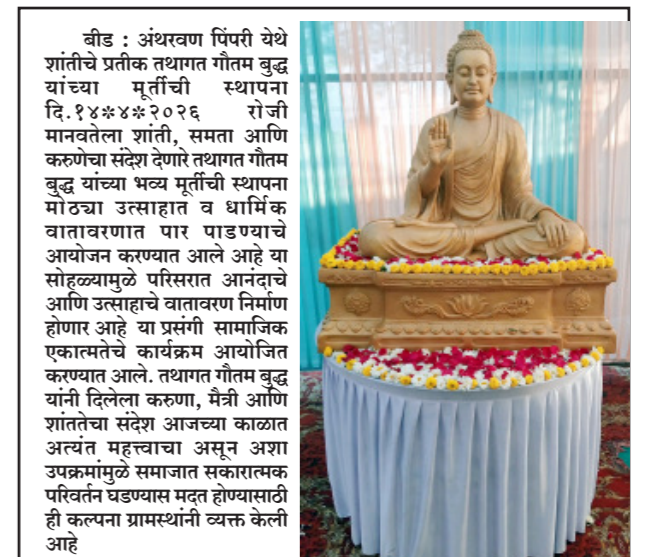 बीड : अंथरवण पिंपरी येथे
शांतीचे प्रतीक तथागत गौतम बुद्ध
यांच्या मूर्तीची स्थापना
दि.१४*४*२०२६ रोजी
मानवतेला शांती, समता आणि
करुणेचा संदेश देणारे तथागत गौतम
बुद्ध यांच्या भव्य मूर्तीची स्थापना
मोठ्या उत्साहात व धार्मिक
वातावरणात पार पाडण्याचे
आयोजन करण्यात आले आहे या
सोहळ्यामुळे परिसरात आनंदाचे
आणि उत्साहाचे वातावरण निर्माण
होणार आहे या प्रसंगी सामाजिक
एकात्मतेचे कार्यक्रम आयोजित
करण्यात आले. तथागत गौतम बुद्ध
यांनी दिलेला करुणा, मैत्री आणि
शांततेचा संदेश आजच्या काळात
अत्यंत महत्त्वाचा असून अशा
उपक्रमांमुळे समाजात सकारात्मक
परिवर्तन घडण्यास मदत होण्यासाठी
ही कल्पना ग्रामस्थांनी व्यक्त केली
आहे